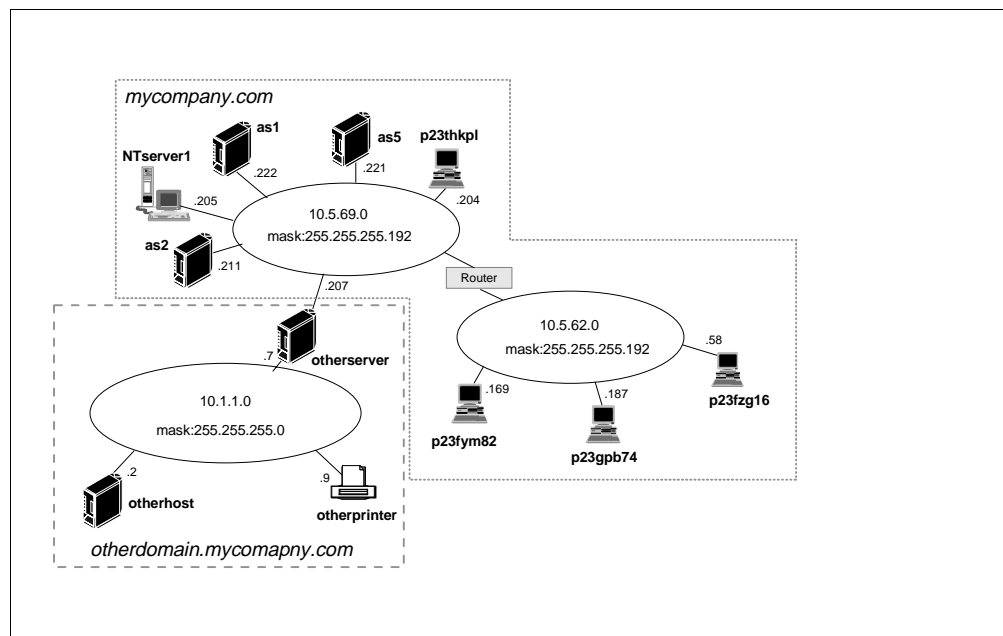 mycompany.com
as1
as5
p23thkpl
NTserver1
.222
.221
.205
.204
10.5.69.0
mask:255.255.255.192
as2
.211
Router
.207
10.5.62.0
mask:255.255.255.192
.58
.7
otherserver
.169
.187
p23fzg16
10.1.1.0
mask:255.255.255.0
p23fym82
p23gpb74
.2
.9
otherhost
otherprinter
otherdomain.mycomapny.com